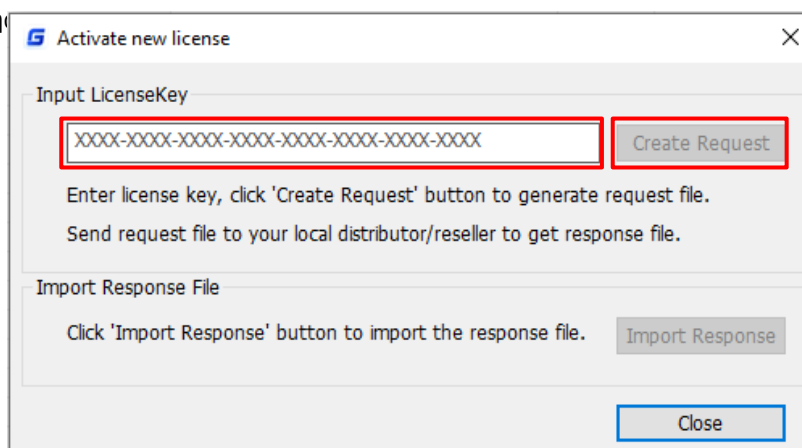 Activate new license
Input LicenseKey
XXXX-XXXX-XXXX-XXXX-XXXX-XXXX-XXXX-XXXX
Create Request
Enter license key, click 'Create Request' button to generate request file.
Send request file to your local distributor/reseller to get response file.
Import Response File
Click 'Import Response' button to import the response file.
Import Response
Close